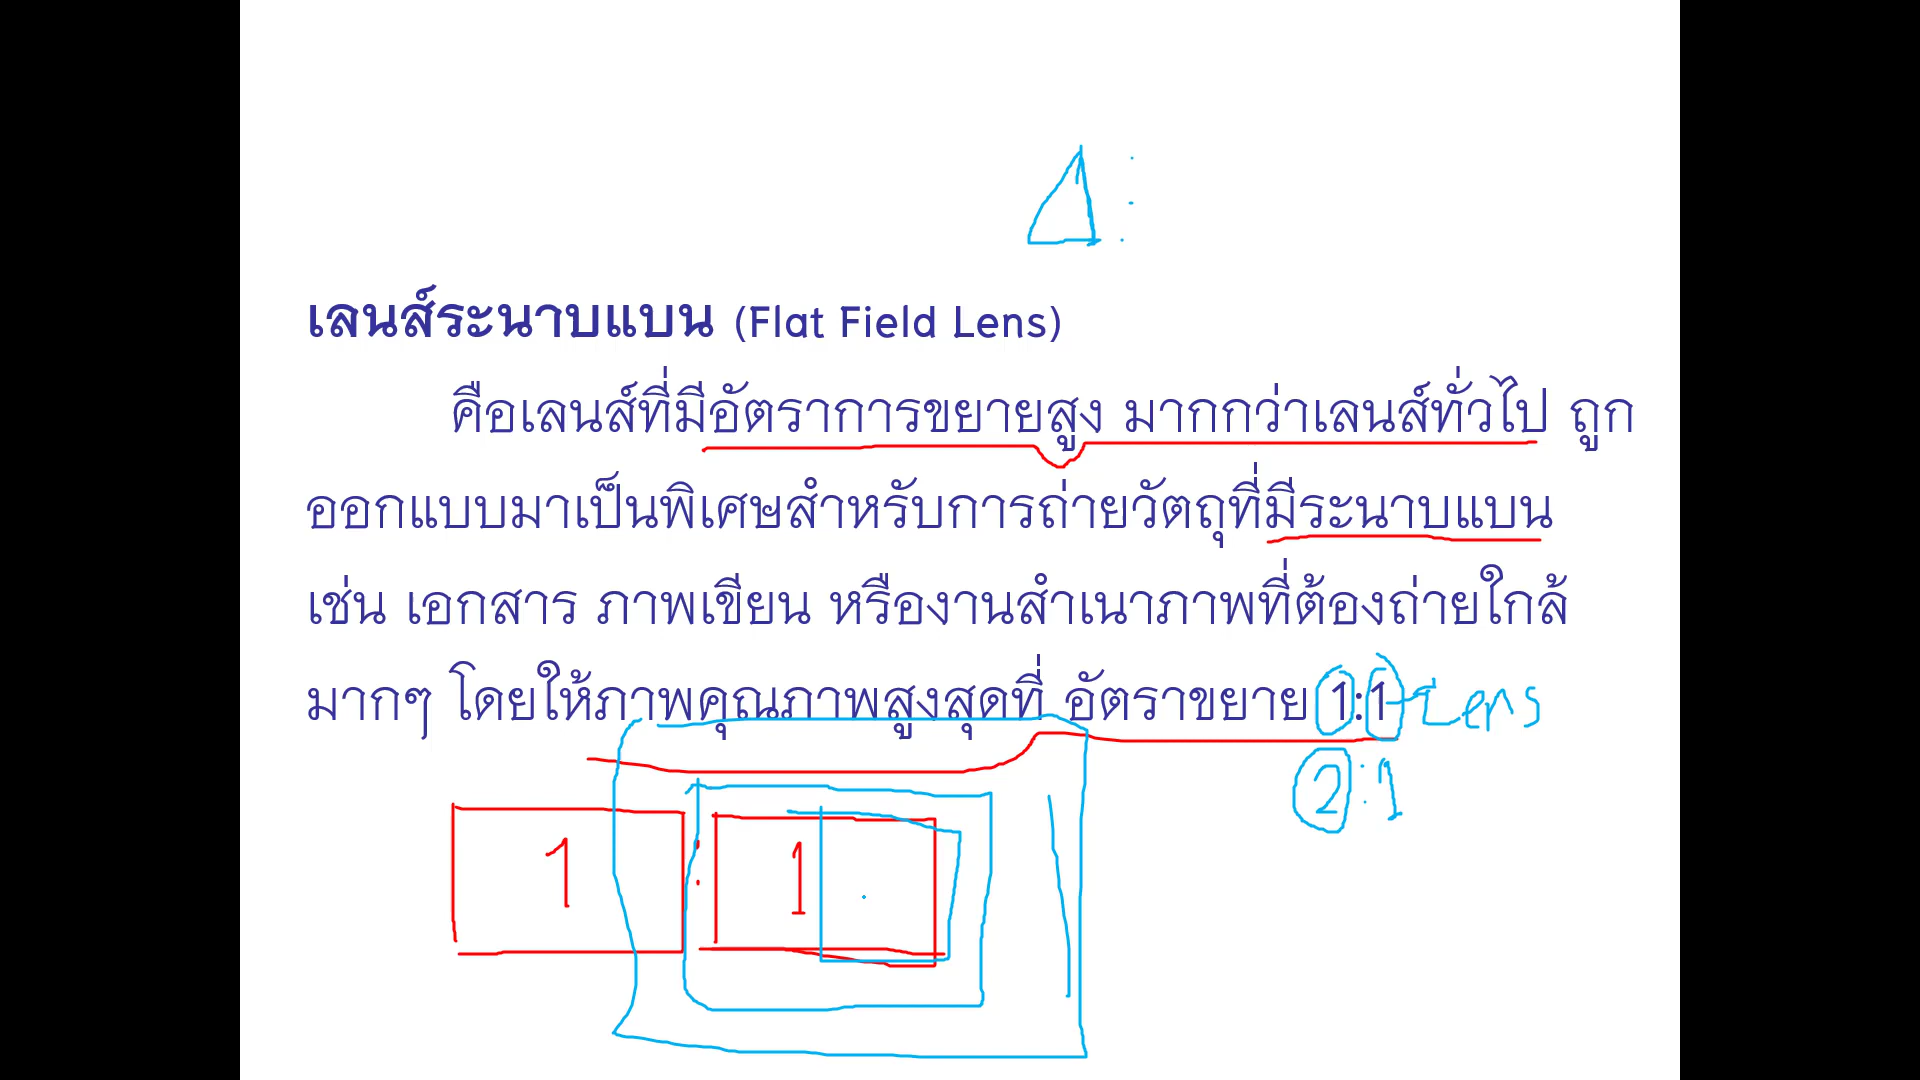 เลนส์ระนาบแบน (Flat Field Lens)
คือเลนส์ที่มีอัตราการขยายสูง มากกว่าเลนส์ทั่วไป ถูก
ออกแบบมาเป็นพิเศษสำหรับการถ่ายวัตถุที่มีระนาบแบน
เช่น เอกสาร ภาพเขียน หรืองานสำเนาภาพที่ต้องถ่ายใกล้
มากๆ โดยให้ภาพคุณภาพสูงสุดที่ อัตราขยาย 1:1 Lens
2:1
1 : 1